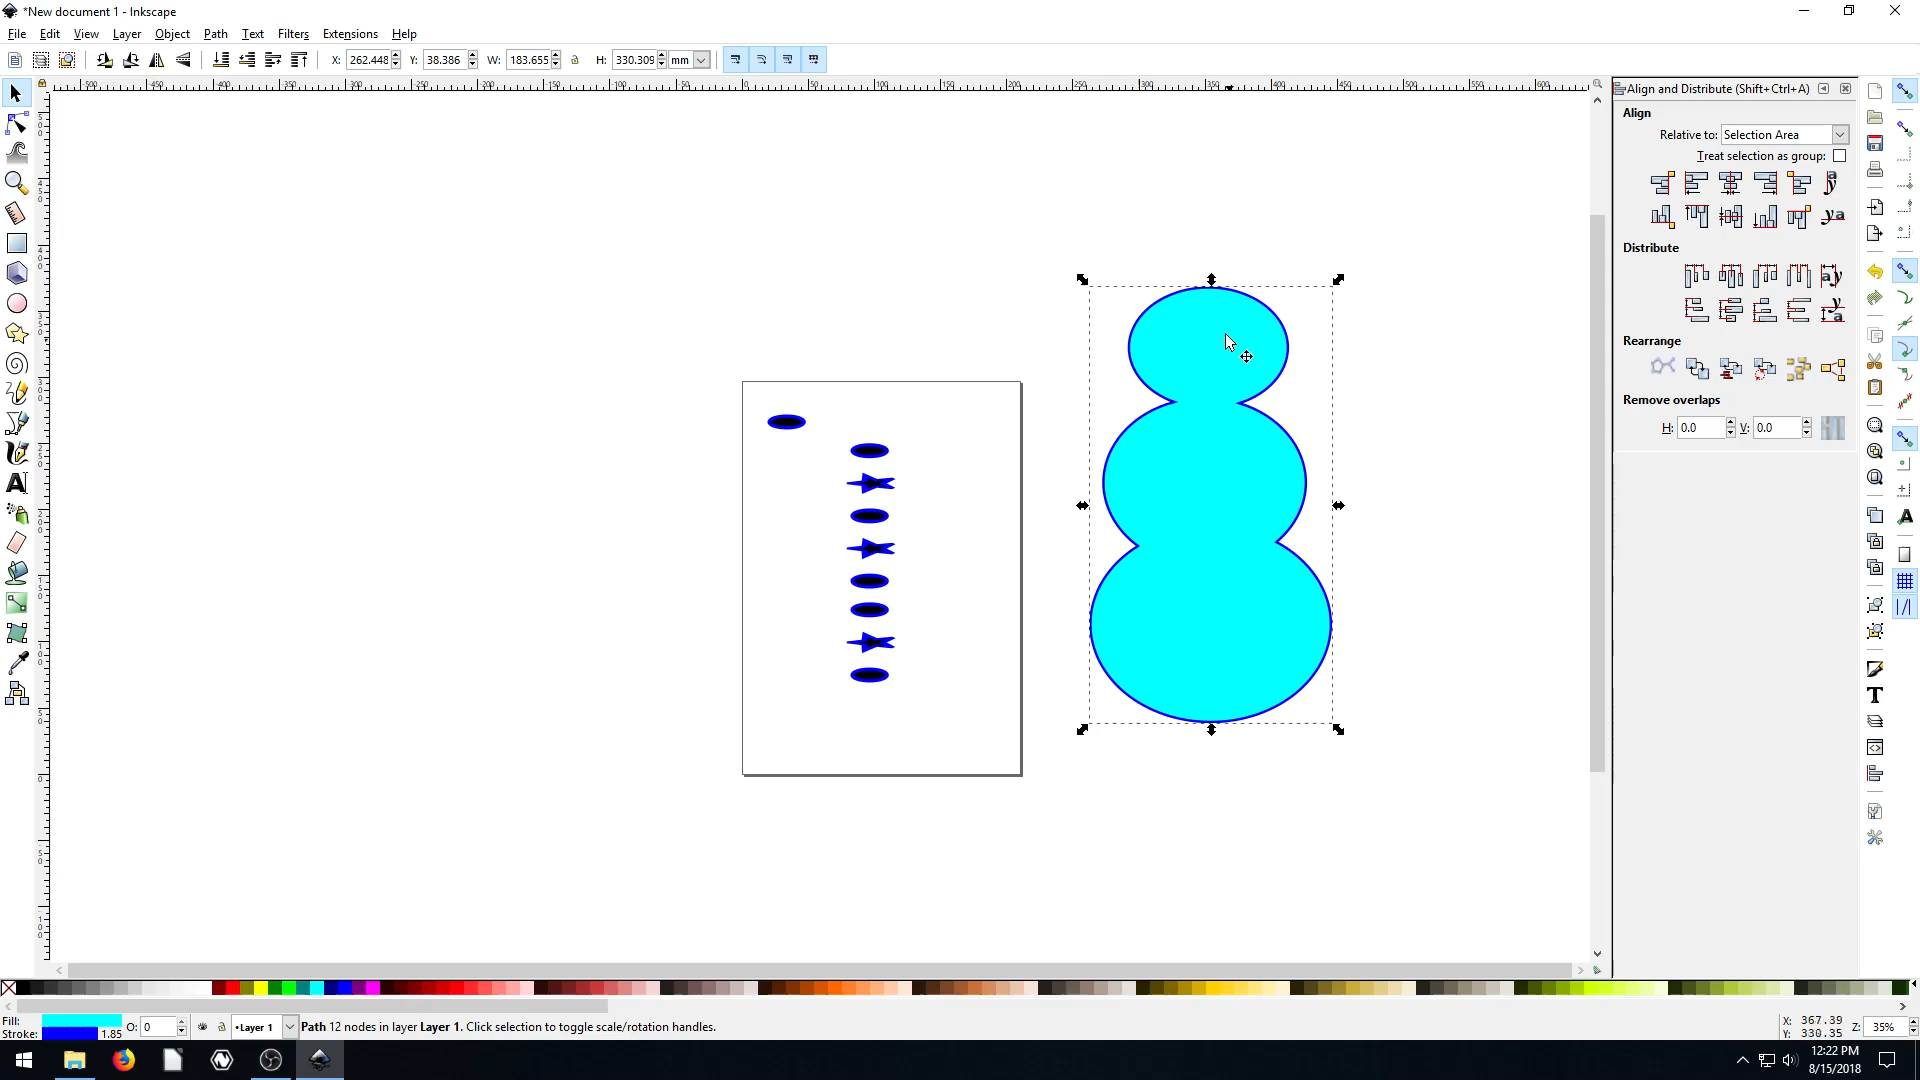 *New document 1 - Inkscape
File Edit View Layer Object Path Text Filters Extensions Help
X: 262.448 Y: 38.386 W: 183.655 H: 330.309 mm
Align and Distribute (Shift+Ctrl+A)
Align
Relative to: Selection Area
Treat selection as group:
Distribute
Rearrange
Remove overlaps
H: 0.0 V: 0.0
Fill:
Stroke: 1.85
O: 0
•Layer 1
Path 12 nodes in layer Layer 1. Click selection to toggle scale/rotation handles.
X: 367.39
Y: 330.35
Z: 35%
12:22 PM
8/15/2018